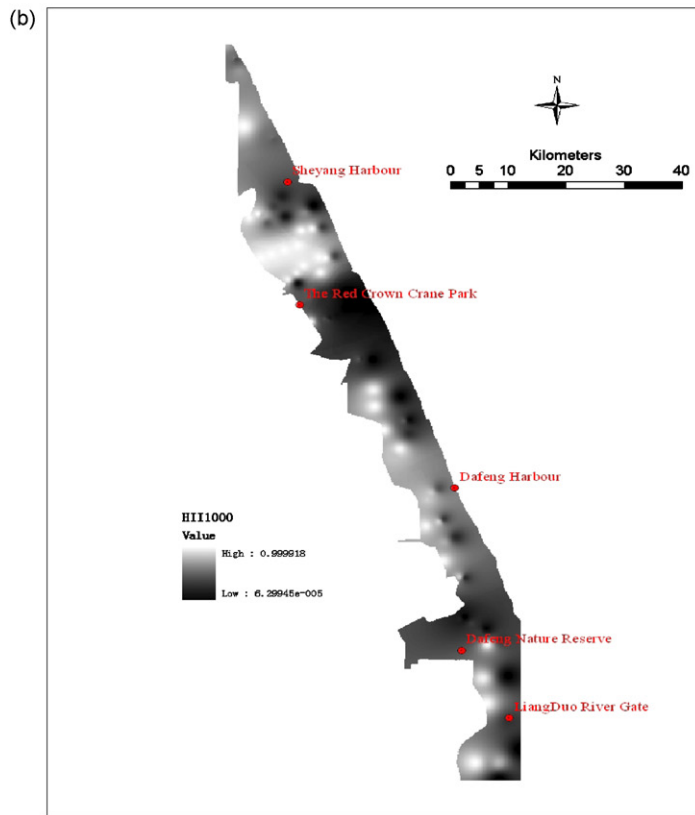 (b)
N
Kilometers
0 5 10 20 30 40
Sheyang Harbour
The Red Crown Crane Park
Dafeng Harbour
HII1000
Value
High : 0.999918
Low : 6.29945e-005
Dafeng Nature Reserve
LiangDuo River Gate